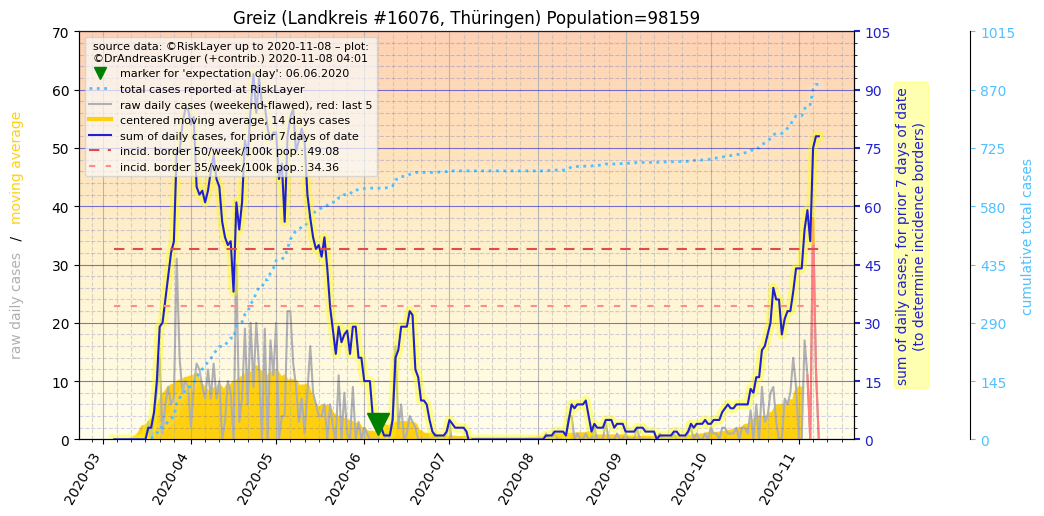 Greiz (Landkreis #16076, Thüringen) Population=98159
source data: ©RiskLayer up to 2020-11-08 – plot:
©DrAndreasKruger (+contrib.) 2020-11-08 04:01
marker for 'expectation day': 06.06.2020
total cases reported at RiskLayer
raw daily cases (weekend-flawed), red: last 5
centered moving average, 14 days cases
sum of daily cases, for prior 7 days of date
incid. border 50/week/100k pop.: 49.08
incid. border 35/week/100k pop.: 34.36
raw daily cases / moving average
70
60
50
40
30
20
10
0
2020-03
2020-04
2020-05
2020-06
2020-07
2020-08
2020-09
2020-10
2020-11
105
90
75
60
45
30
15
0
sum of daily cases, for prior 7 days of date
(to determine incidence borders)
1015
870
725
580
435
290
145
0
cumulative total cases